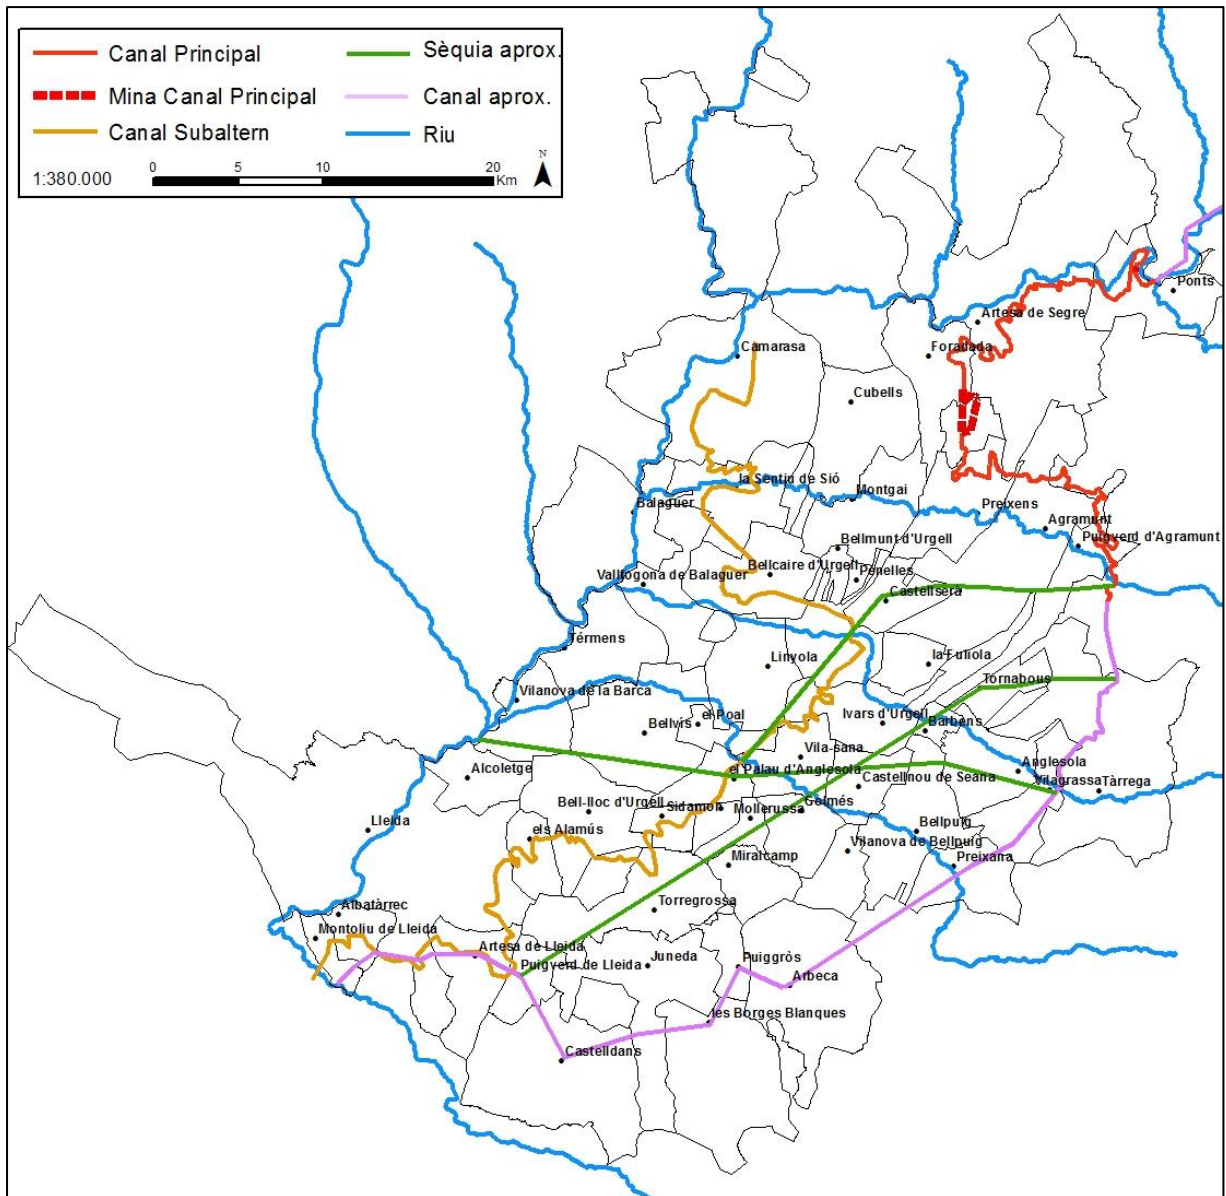 Canal Principal
Sèquia aprox.
Mina Canal Principal
Canal aprox.
Canal Subaltern
Riu
N
1:380.000
0 5 10 20
Km
Ponts
Artesa de Segre
Camarasa
Foradada
Cubells
la Sentiu de Sió
Montgai
Balaguer
Preixens
Agramunt
Puigverd d'Agramunt
Bellmunt d'Urgell
Bellcaire d'Urgell
Penelles
Vallfogona de Balaguer
Castellserà
Térmens
Linyola
la Fuliola
Tornabous
Vilanova de la Barca
Bellvís
el Poal
Ivars d'Urgell
Barbens
Vila-sana
Anglesola
Alcoletge
el Palau d'Anglesola
Castellnou de Seana
Vilagrassa
Tàrrega
Bell-lloc d'Urgell
Sidamon
Mollerussa
Golmés
Lleida
els Alamús
Bellpuig
Vilanova de Bellpuig
Miralcamp
Preixana
Albatàrrec
Torregrossa
Montoliu de Lleida
Artesa de Lleida
Puigverd de Lleida
Juneda
Puiggròs
Arbeca
les Borges Blanques
Castelldans